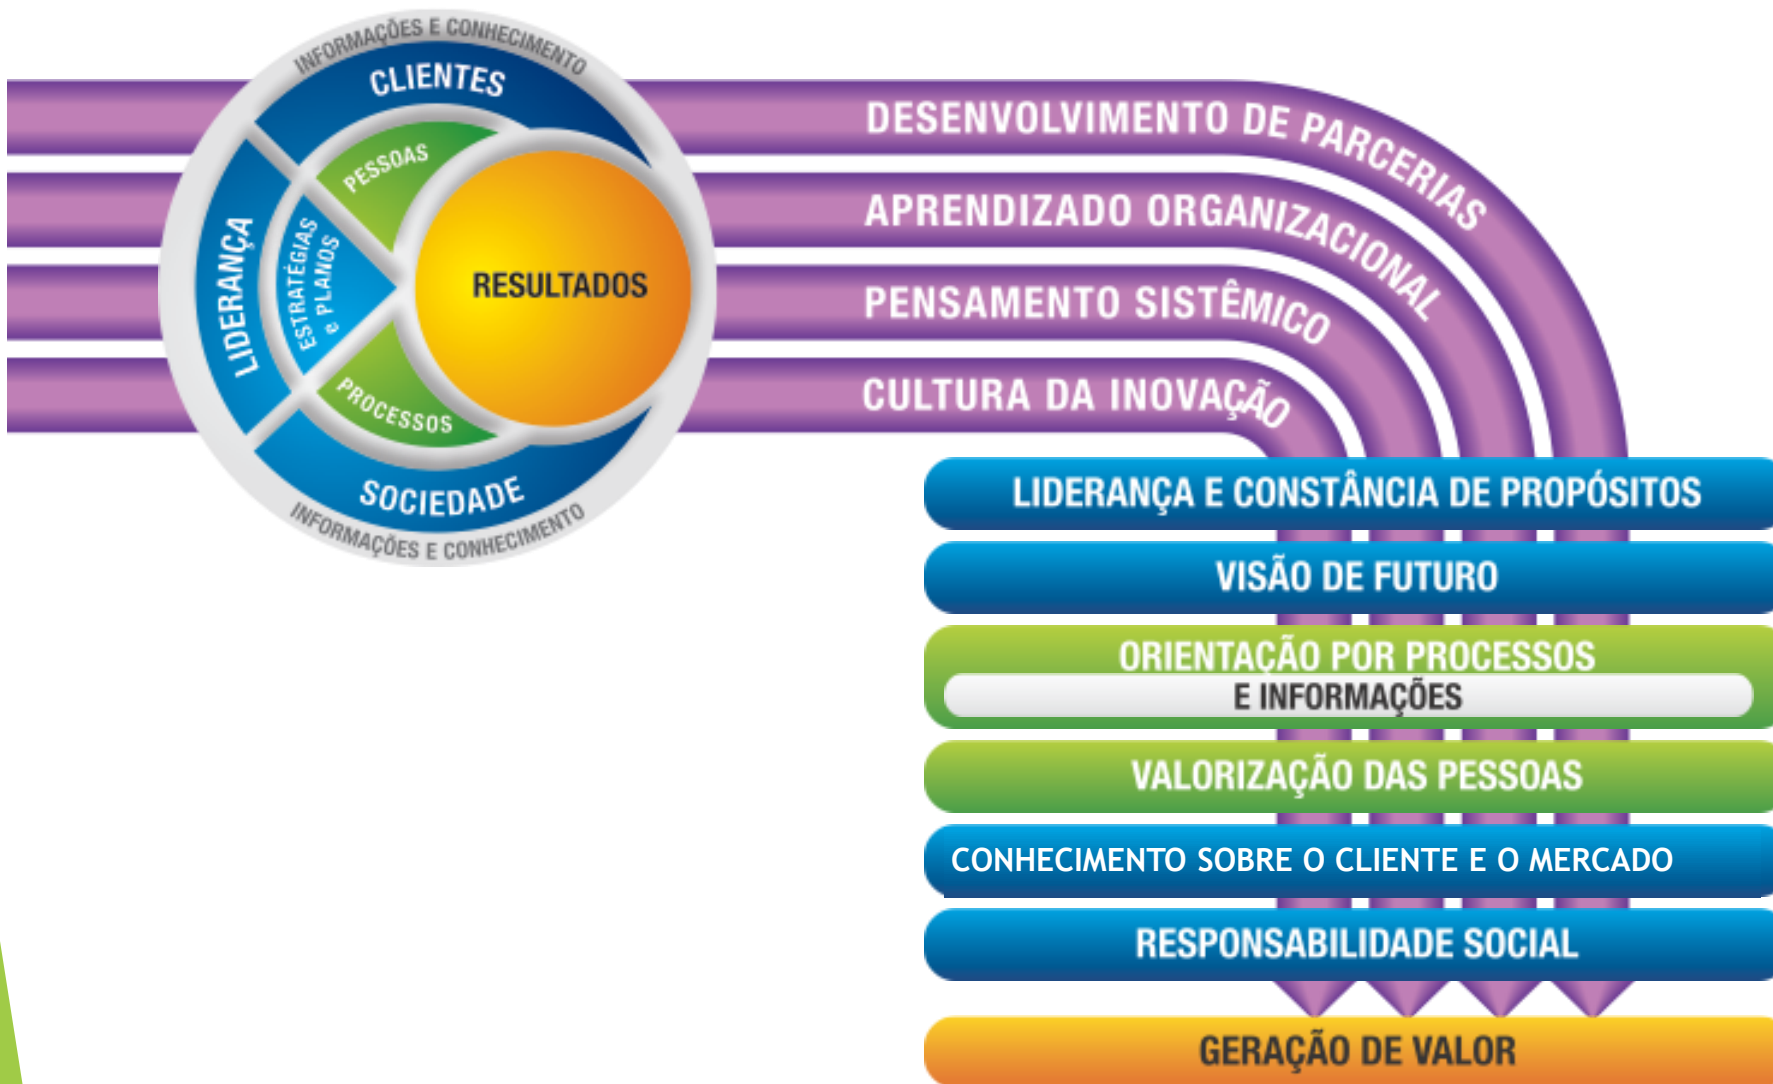 INFORMAÇÕES E CONHECIMENTO
CLIENTES
PESSOAS
LIDERANÇA
ESTRATÉGIAS
e PLANOS
RESULTADOS
PROCESSOS
SOCIEDADE
INFORMAÇÕES E CONHECIMENTO
DESENVOLVIMENTO DE PARCERIAS
APRENDIZADO ORGANIZACIONAL
PENSAMENTO SISTÊMICO
CULTURA DA INOVAÇÃO
LIDERANÇA E CONSTÂNCIA DE PROPÓSITOS
VISÃO DE FUTURO
ORIENTAÇÃO POR PROCESSOS
E INFORMAÇÕES
VALORIZAÇÃO DAS PESSOAS
CONHECIMENTO SOBRE O CLIENTE E O MERCADO
RESPONSABILIDADE SOCIAL
GERAÇÃO DE VALOR